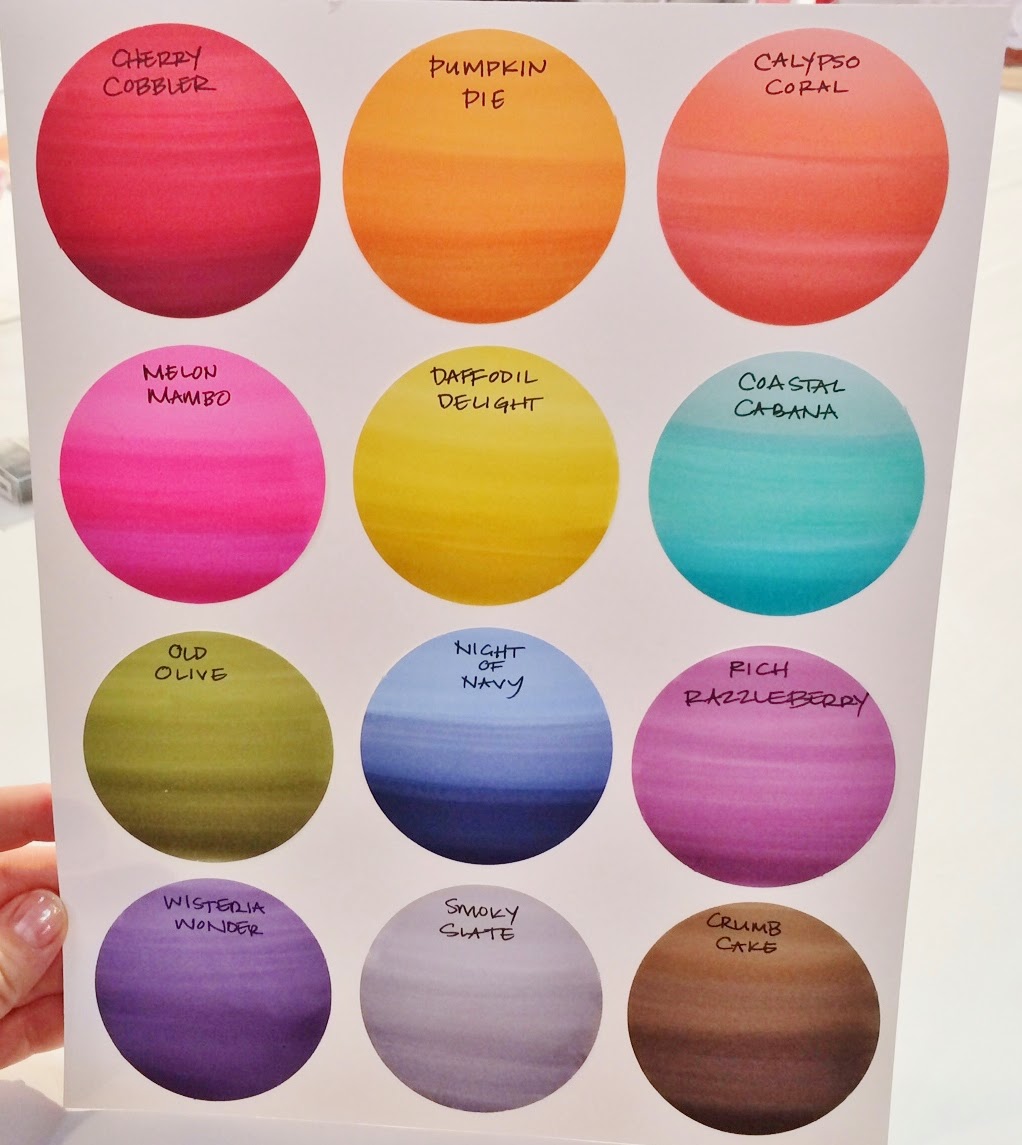 CHERRY
COBBLER
PUMPKIN
PIE
CALYPSO
CORAL
MELON
MAMBO
DAFFODIL
DELIGHT
COASTAL
CABANA
OLD
OLIVE
NIGHT
OF
NAVY
RICH
RAZZLEBERRY
WISTERIA
WONDER
SMOKY
SLATE
CRUMB
CAKE